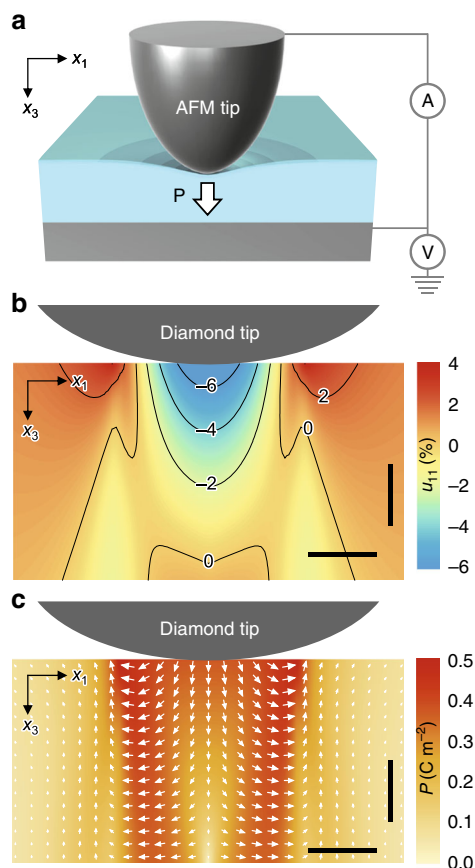 a
x1
x3
AFM tip
P
A
V
b
Diamond tip
x1
x3
–6
–4
–2
0
2
0
4
2
0
–2
–4
–6
u11 (%)
c
Diamond tip
x1
x3
0.5
0.4
0.3
0.2
0.1
0.0
P (C m–2)